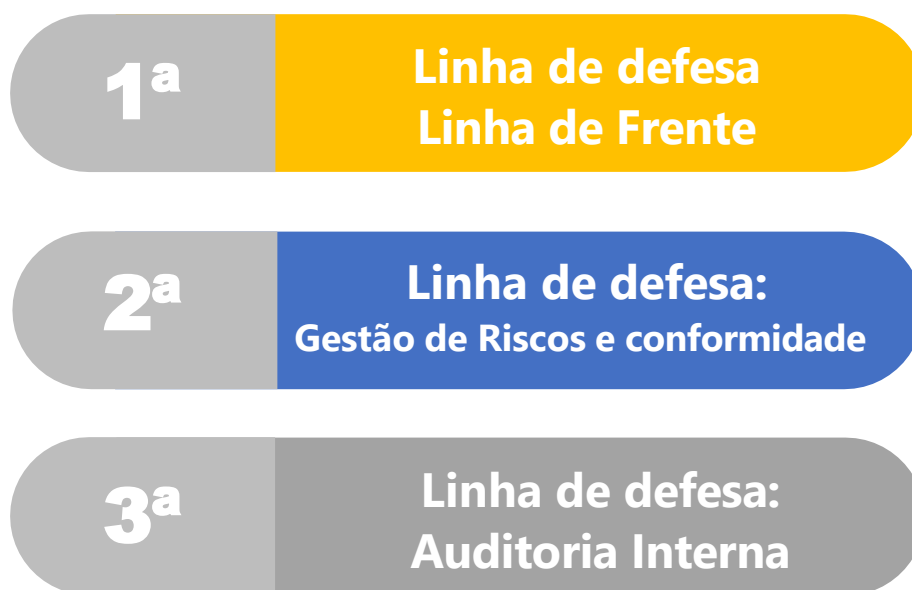 1ª
Linha de defesa
Linha de Frente
2ª
Linha de defesa:
Gestão de Riscos e conformidade
3ª
Linha de defesa:
Auditoria Interna